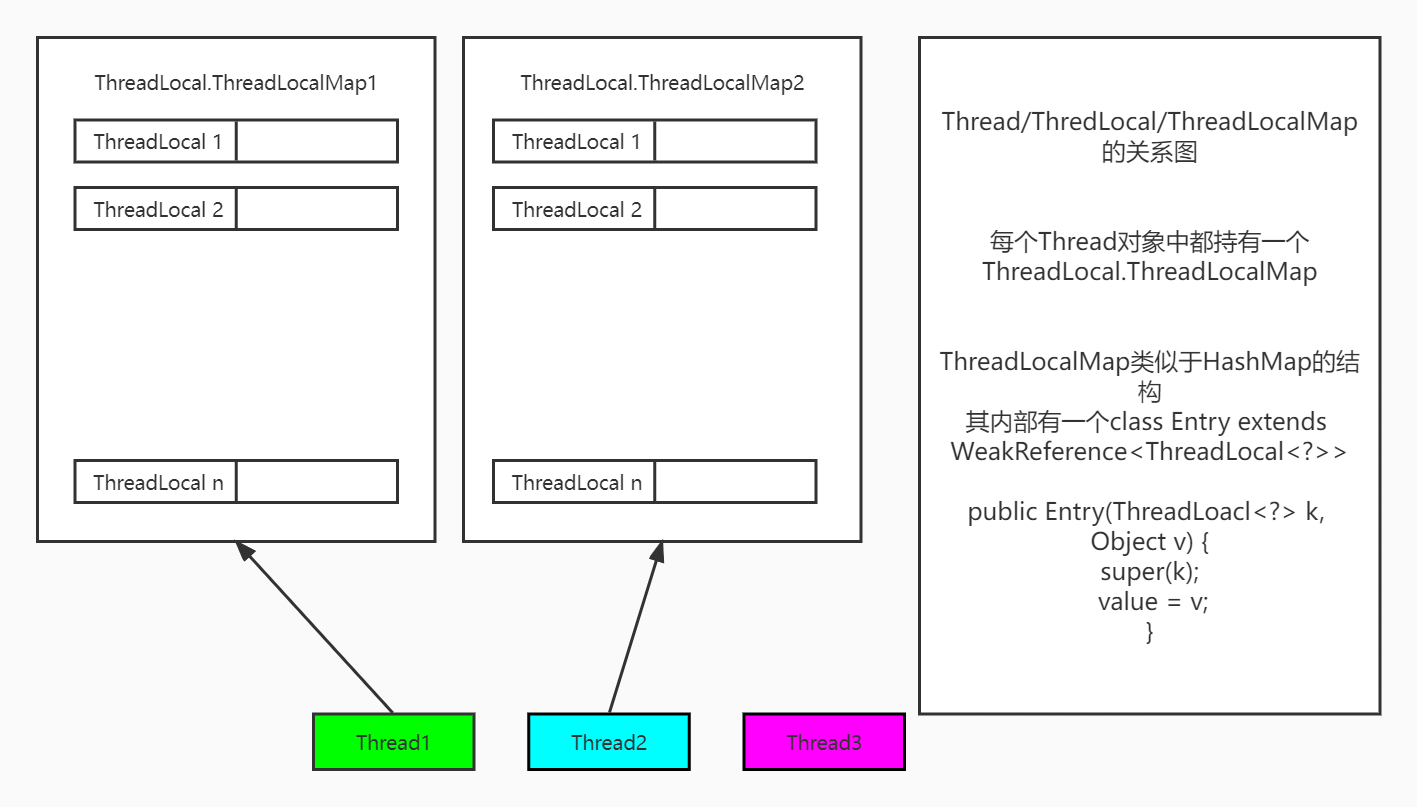 ThreadLocal.ThreadLocalMap1
ThreadLocal 1
ThreadLocal 2
ThreadLocal n
ThreadLocal.ThreadLocalMap2
ThreadLocal 1
ThreadLocal 2
ThreadLocal n
Thread1
Thread2
Thread3
Thread/ThredLocal/ThreadLocalMap
的关系图
每个Thread对象中都持有一个
ThreadLocal.ThreadLocalMap
ThreadLocalMap类似于HashMap的结
构
其内部有一个class Entry extends
WeakReference<ThreadLocal<?>>
public Entry(ThreadLoacl<?> k,
Object v) {
super(k);
value = v;
}